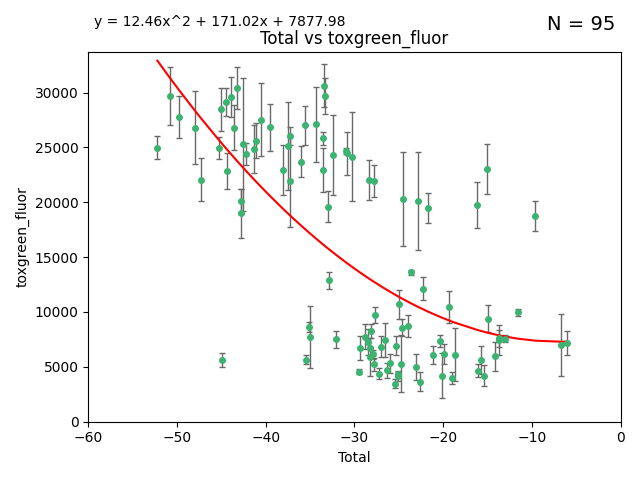 y = 12.46x^2 + 171.02x + 7877.98
N = 95
Total vs toxgreen_fluor
toxgreen_fluor
30000
25000
20000
15000
10000
5000
0
−60 −50 −40 −30 −20 −10 0
Total